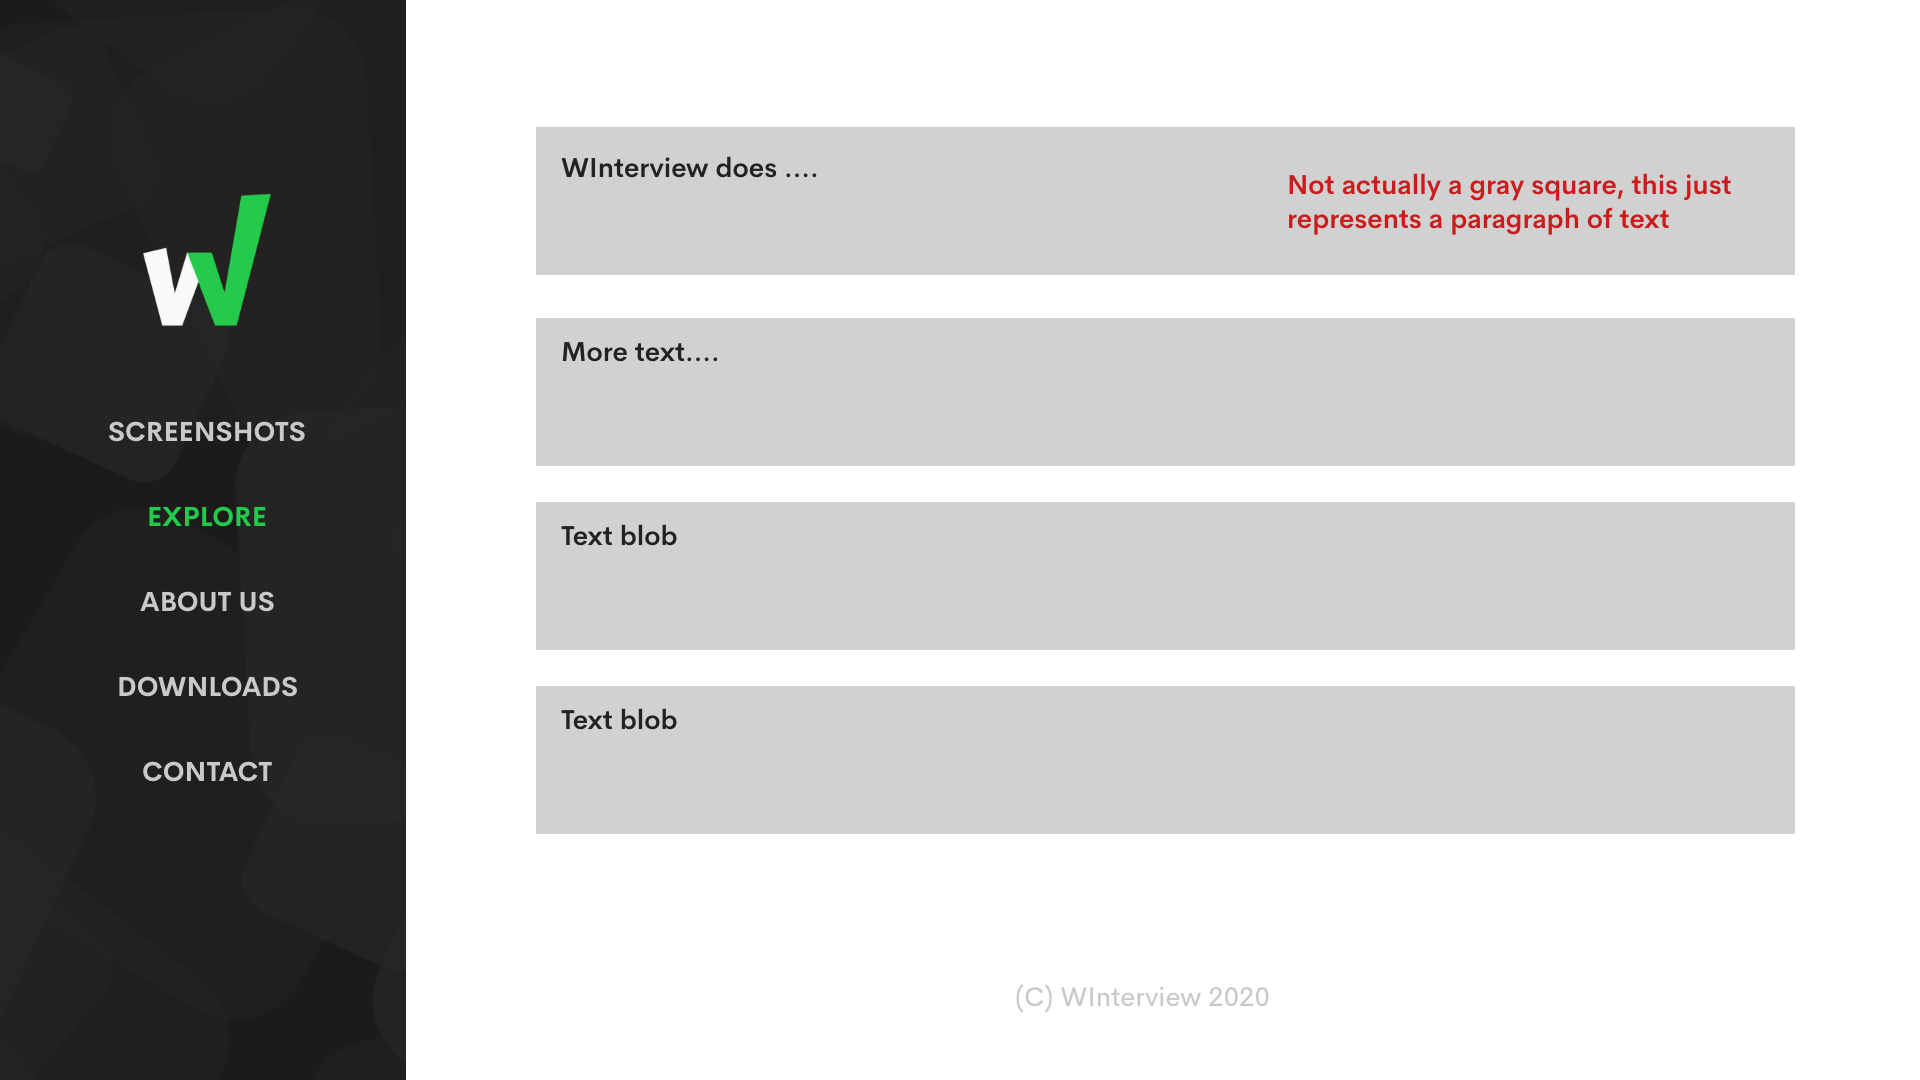 SCREENSHOTS
EXPLORE
ABOUT US
DOWNLOADS
CONTACT
WInterview does ....
Not actually a gray square, this just
represents a paragraph of text
More text....
Text blob
Text blob
(C) WInterview 2020